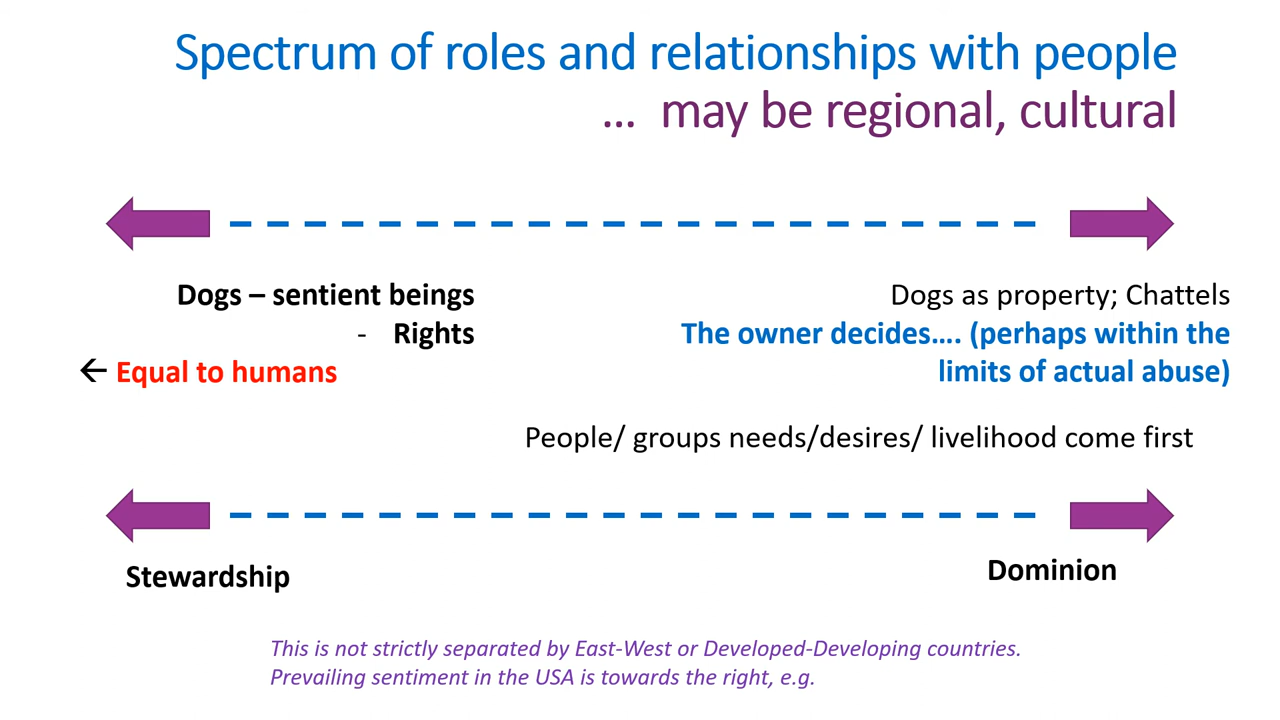 Spectrum of roles and relationships with people
… may be regional, cultural
Dogs – sentient beings
- Rights
← Equal to humans
Dogs as property; Chattels
The owner decides…. (perhaps within the
limits of actual abuse)
People/ groups needs/desires/ livelihood come first
Stewardship
Dominion
This is not strictly separated by East-West or Developed-Developing countries.
Prevailing sentiment in the USA is towards the right, e.g.